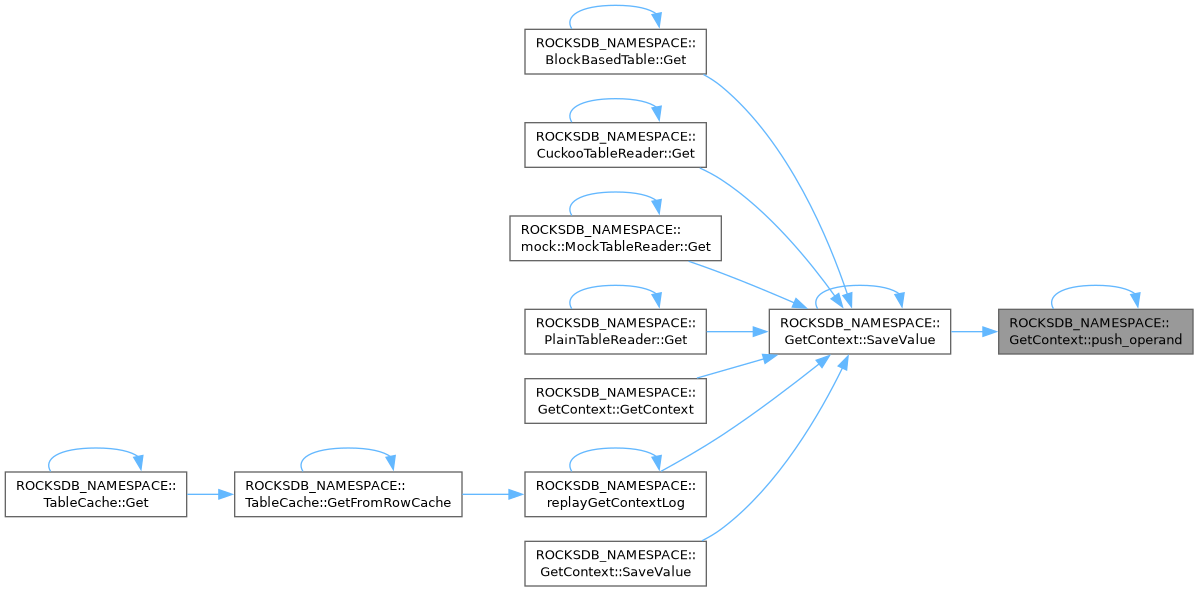 ROCKSDB_NAMESPACE::
BlockBasedTable::Get
ROCKSDB_NAMESPACE::
CuckooTableReader::Get
ROCKSDB_NAMESPACE::
mock::MockTableReader::Get
ROCKSDB_NAMESPACE::
PlainTableReader::Get
ROCKSDB_NAMESPACE::
GetContext::SaveValue
ROCKSDB_NAMESPACE::
GetContext::push_operand
ROCKSDB_NAMESPACE::
GetContext::GetContext
ROCKSDB_NAMESPACE::
TableCache::Get
ROCKSDB_NAMESPACE::
TableCache::GetFromRowCache
ROCKSDB_NAMESPACE::
replayGetContextLog
ROCKSDB_NAMESPACE::
GetContext::SaveValue